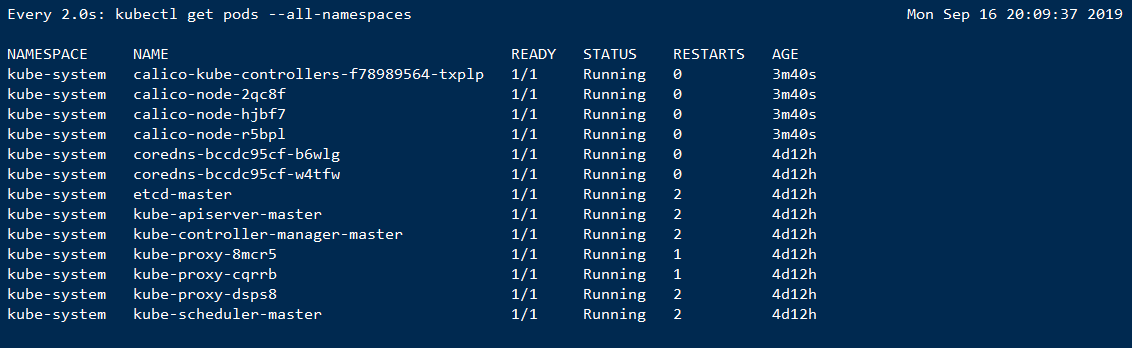 Every 2.0s: kubectl get pods --all-namespaces Mon Sep 16 20:09:37 2019
NAMESPACE NAME READY STATUS RESTARTS AGE
kube-system calico-kube-controllers-f78989564-txplp 1/1 Running 0 3m40s
kube-system calico-node-2qc8f 1/1 Running 0 3m40s
kube-system calico-node-hjbf7 1/1 Running 0 3m40s
kube-system calico-node-r5bpl 1/1 Running 0 3m40s
kube-system coredns-bccdc95cf-b6wlg 1/1 Running 0 4d12h
kube-system coredns-bccdc95cf-w4tfw 1/1 Running 0 4d12h
kube-system etcd-master 1/1 Running 2 4d12h
kube-system kube-apiserver-master 1/1 Running 2 4d12h
kube-system kube-controller-manager-master 1/1 Running 2 4d12h
kube-system kube-proxy-8mcr5 1/1 Running 1 4d12h
kube-system kube-proxy-cqrrb 1/1 Running 1 4d12h
kube-system kube-proxy-dsps8 1/1 Running 2 4d12h
kube-system kube-scheduler-master 1/1 Running 2 4d12h